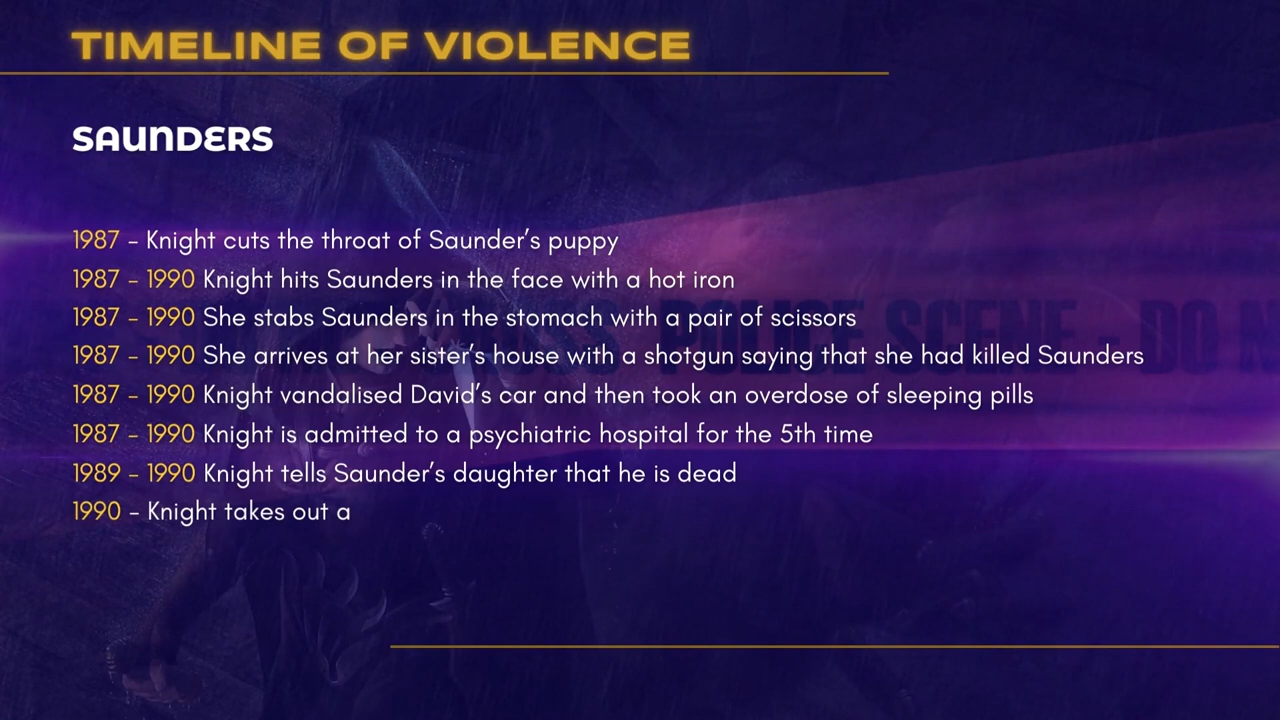 TIMELINE OF VIOLENCE
SAUNDERS
1987 – Knight cuts the throat of Saunder's puppy
1987 – 1990 Knight hits Saunders in the face with a hot iron
1987 – 1990 She stabs Saunders in the stomach with a pair of scissors
1987 – 1990 She arrives at her sister's house with a shotgun saying that she had killed Saunders
1987 – 1990 Knight vandalised David's car and then took an overdose of sleeping pills
1987 – 1990 Knight is admitted to a psychiatric hospital for the 5th time
1989 – 1990 Knight tells Saunder's daughter that he is dead
1990 – Knight takes out a
POLICE SCENE - DO N